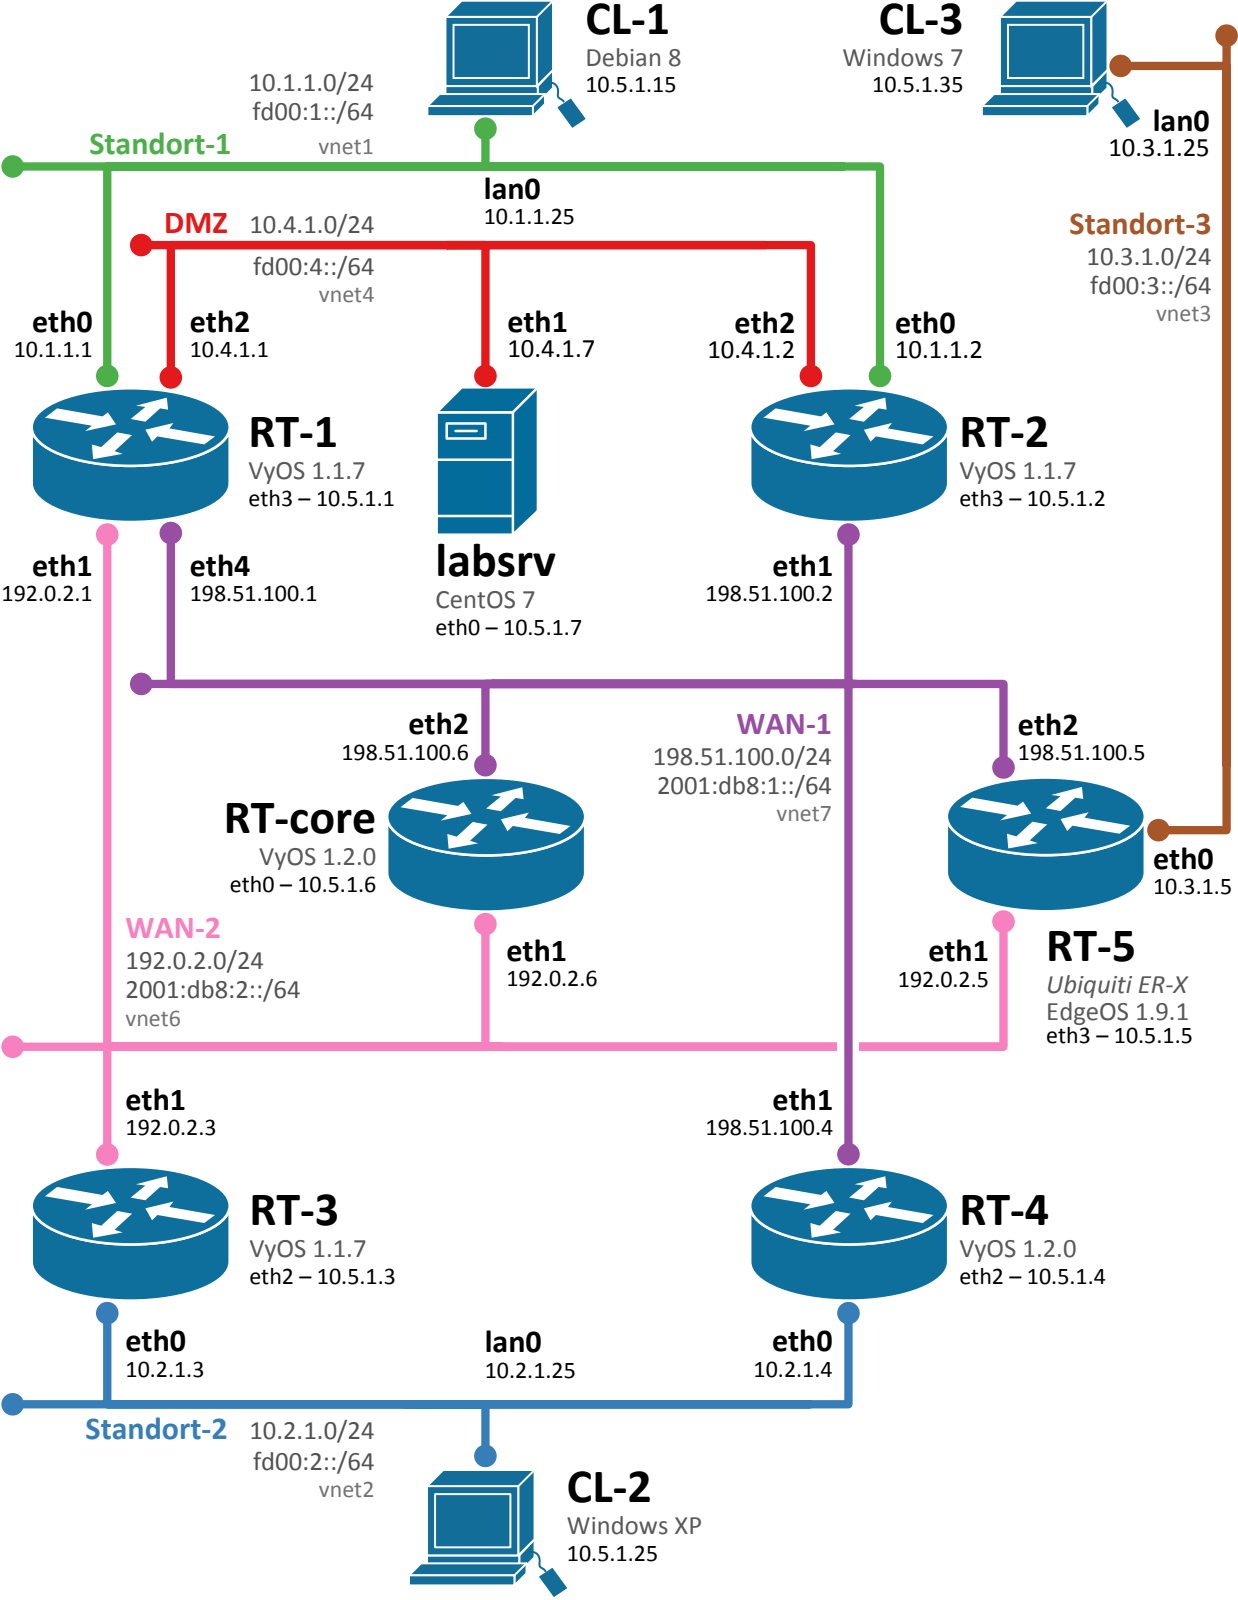 CL-1
Debian 8
10.5.1.15
CL-3
Windows 7
10.5.1.35
lan0
10.3.1.25
10.1.1.0/24
fd00:1::/64
Standort-1
vnet1
lan0
10.1.1.25
DMZ
10.4.1.0/24
fd00:4::/64
vnet4
Standort-3
10.3.1.0/24
fd00:3::/64
vnet3
eth0
10.1.1.1
eth2
10.4.1.1
eth1
10.4.1.7
eth2
10.4.1.2
eth0
10.1.1.2
RT-1
VyOS 1.1.7
eth3 – 10.5.1.1
RT-2
VyOS 1.1.7
eth3 – 10.5.1.2
eth1
192.0.2.1
eth4
198.51.100.1
labsrv
CentOS 7
eth0 – 10.5.1.7
eth1
198.51.100.2
eth2
198.51.100.6
WAN-1
198.51.100.0/24
2001:db8:1::/64
vnet7
eth2
198.51.100.5
RT-core
VyOS 1.2.0
eth0 – 10.5.1.6
eth0
10.3.1.5
WAN-2
192.0.2.0/24
2001:db8:2::/64
vnet6
eth1
192.0.2.6
eth1
192.0.2.5
RT-5
Ubiquiti ER-X
EdgeOS 1.9.1
eth3 – 10.5.1.5
eth1
192.0.2.3
eth1
198.51.100.4
RT-3
VyOS 1.1.7
eth2 – 10.5.1.3
RT-4
VyOS 1.2.0
eth2 – 10.5.1.4
eth0
10.2.1.3
lan0
10.2.1.25
eth0
10.2.1.4
Standort-2
10.2.1.0/24
fd00:2::/64
vnet2
CL-2
Windows XP
10.5.1.25